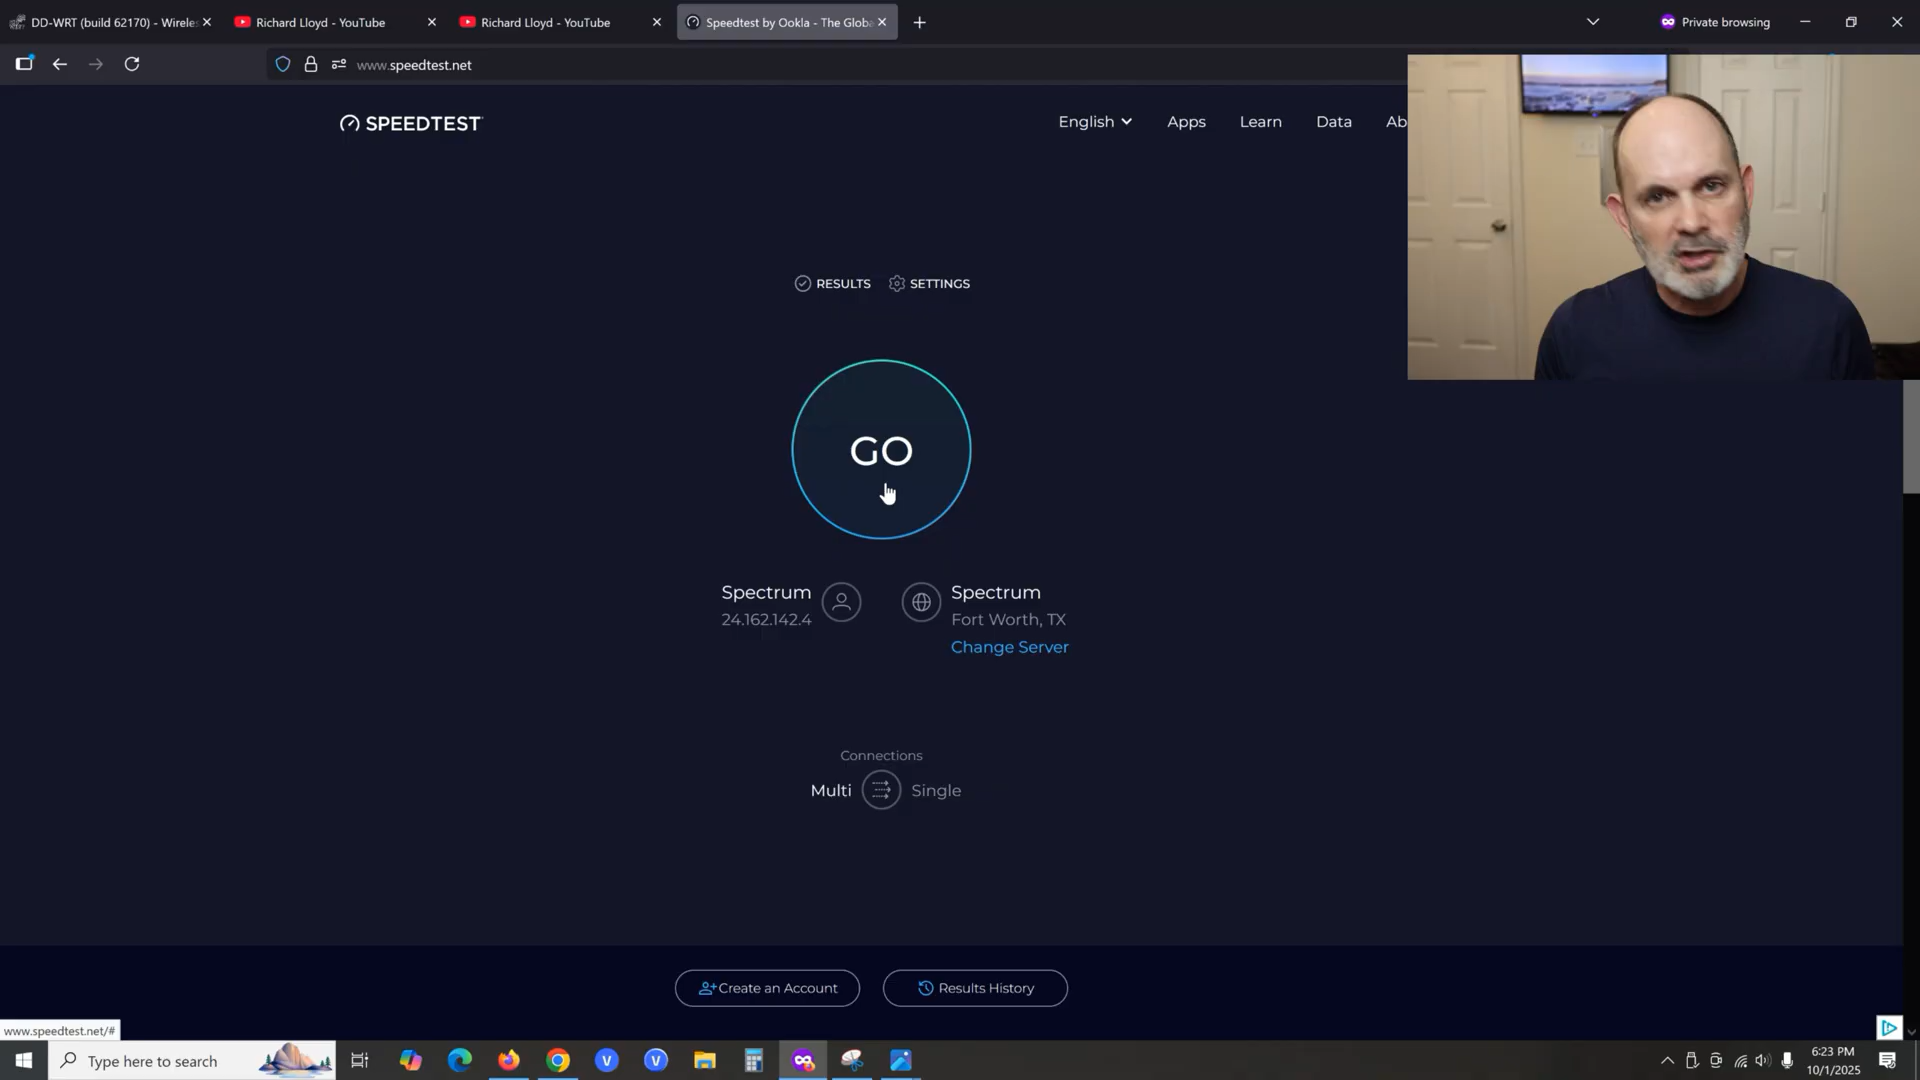 DD-WRT (build 62170) - Wireles
Richard Lloyd - YouTube
Richard Lloyd - YouTube
Speedtest by Ookla - The Globa
Private browsing
www.speedtest.net
SPEEDTEST
English
Apps
Learn
Data
Ab
RESULTS
SETTINGS
GO
Spectrum
24.162.142.4
Spectrum
Fort Worth, TX
Change Server
Connections
Multi
Single
Create an Account
Results History
www.speedtest.net/#
Type here to search
6:23 PM
10/1/2025